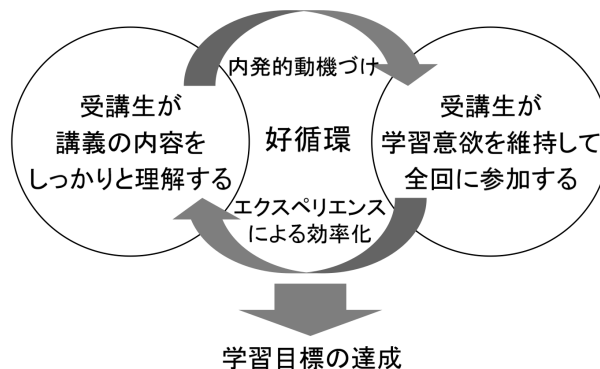 内発的動機づけ
受講生が
講義の内容を
しっかりと理解する
好循環
受講生が
学習意欲を維持して
全回に参加する
エクスペリエンス
による効率化
学習目標の達成